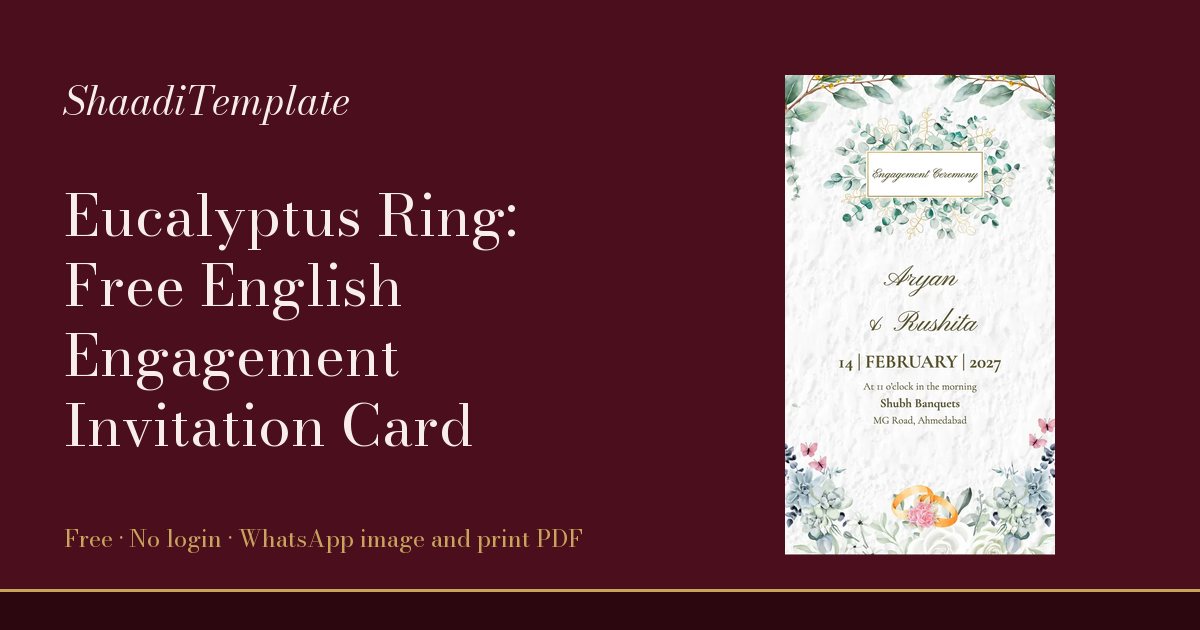 ShaadiTemplate
Eucalyptus Ring:
Free English
Engagement
Invitation Card
Free · No login · WhatsApp image and print PDF
Engagement Ceremony
Aryan
& Rushita
14 | FEBRUARY | 2027
At 11 o'clock in the morning
Shubh Banquets
MG Road, Ahmedabad